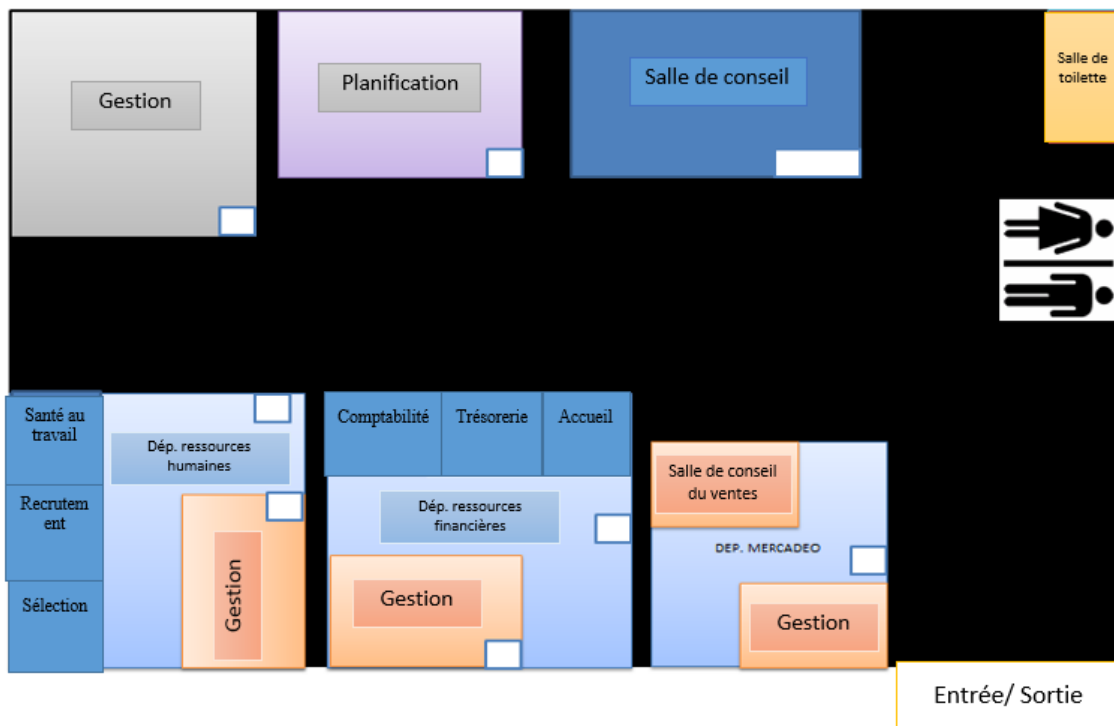 Gestion
Planification
Salle de conseil
Salle de
toilette
Santé au
travail
Recrutem
ent
Sélection
Dép. ressources
humaines
Gestion
Comptabilité
Trésorerie
Accueil
Dép. ressources
financières
Gestion
Salle de conseil
du ventes
DEP. MERCADEO
Gestion
Entrée/ Sortie